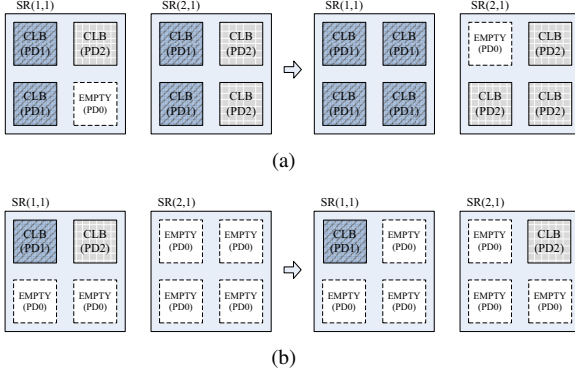 SR(1,1)
CLB
(PD1)
CLB
(PD2)
CLB
(PD1)
EMPTY
(PD0)
SR(2,1)
CLB
(PD1)
CLB
(PD2)
CLB
(PD1)
CLB
(PD2)
SR(1,1)
CLB
(PD1)
CLB
(PD1)
CLB
(PD1)
CLB
(PD1)
SR(2,1)
EMPTY
(PD0)
CLB
(PD2)
CLB
(PD2)
CLB
(PD2)
(a)
SR(1,1)
CLB
(PD1)
CLB
(PD2)
EMPTY
(PD0)
EMPTY
(PD0)
SR(2,1)
EMPTY
(PD0)
EMPTY
(PD0)
EMPTY
(PD0)
EMPTY
(PD0)
SR(1,1)
CLB
(PD1)
EMPTY
(PD0)
EMPTY
(PD0)
EMPTY
(PD0)
SR(2,1)
EMPTY
(PD0)
CLB
(PD2)
EMPTY
(PD0)
EMPTY
(PD0)
(b)